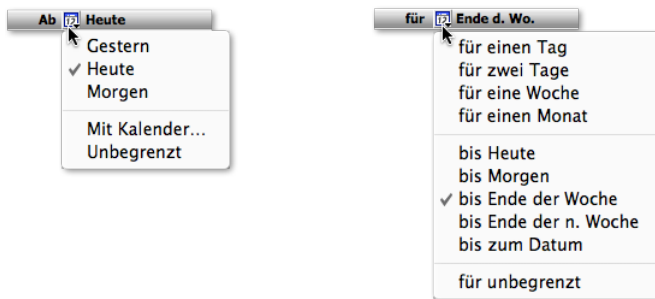 Ab 12 Heute
Gestern
Heute
Morgen
Mit Kalender...
Unbegrenzt
für 12 Ende d. Wo.
für einen Tag
für zwei Tage
für eine Woche
für einen Monat
bis Heute
bis Morgen
bis Ende der Woche
bis Ende der n. Woche
bis zum Datum
für unbegrenzt